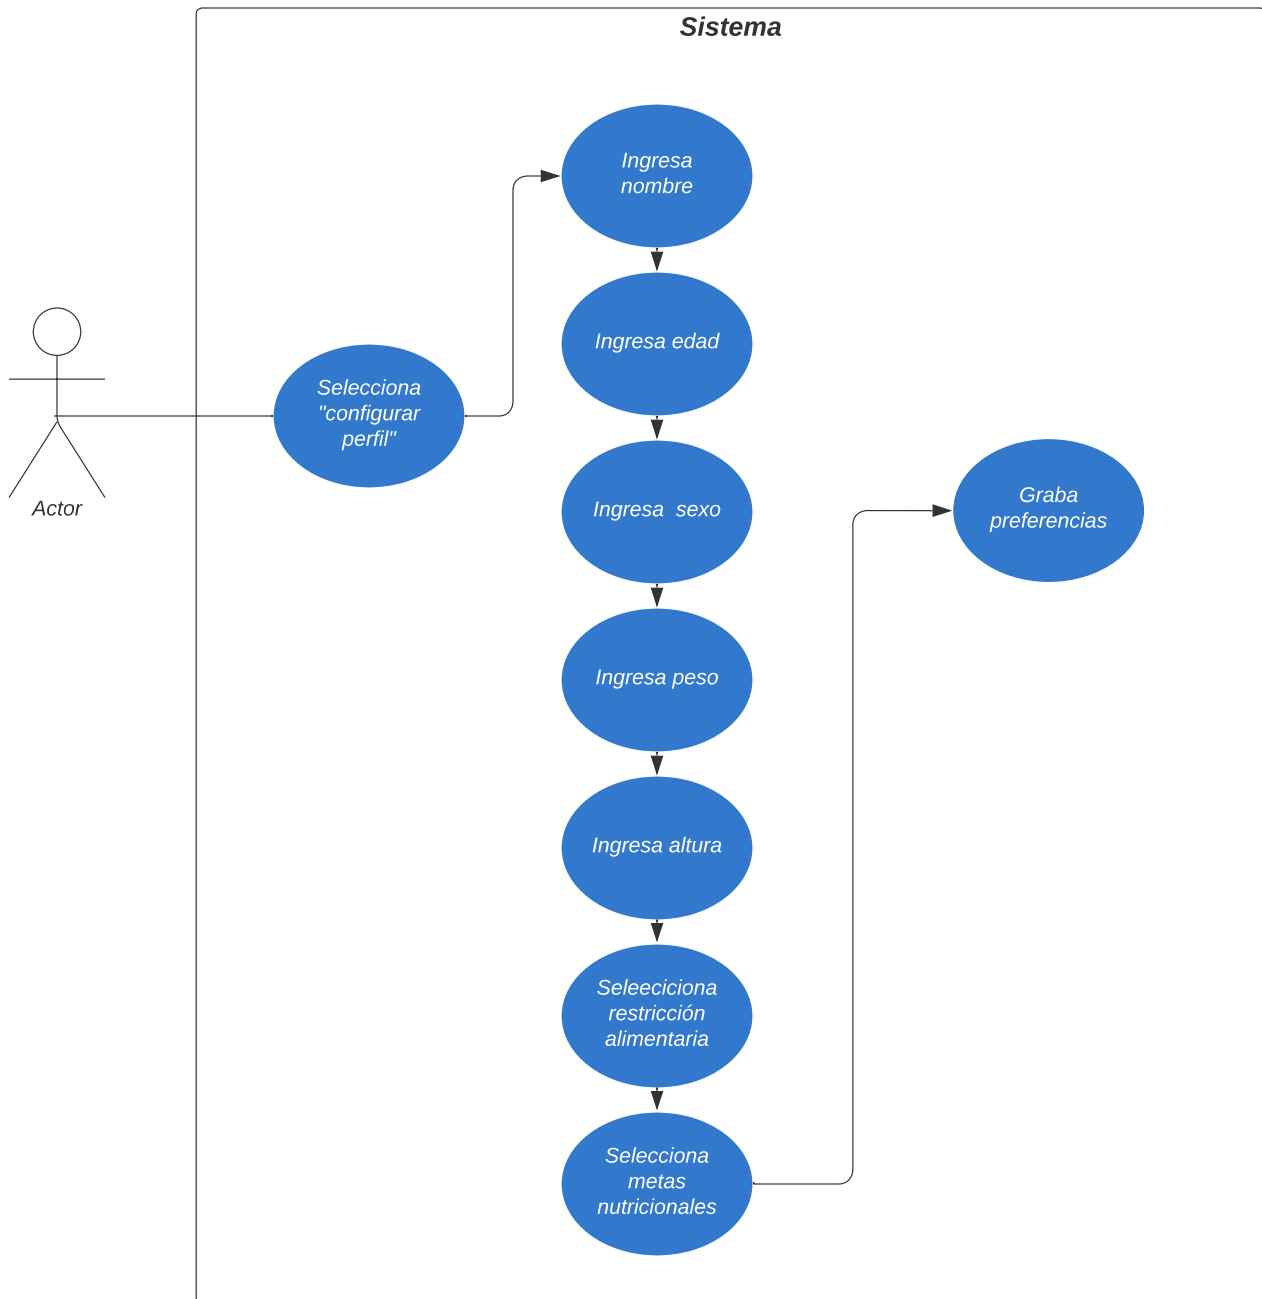 Sistema
Ingresa
nombre
Ingresa edad
Selecciona
"configurar
perfil"
Actor
Ingresa  sexo
Graba
preferencias
Ingresa peso
Ingresa altura
Seleeciciona
restricción
alimentaria
Selecciona
metas
nutricionales